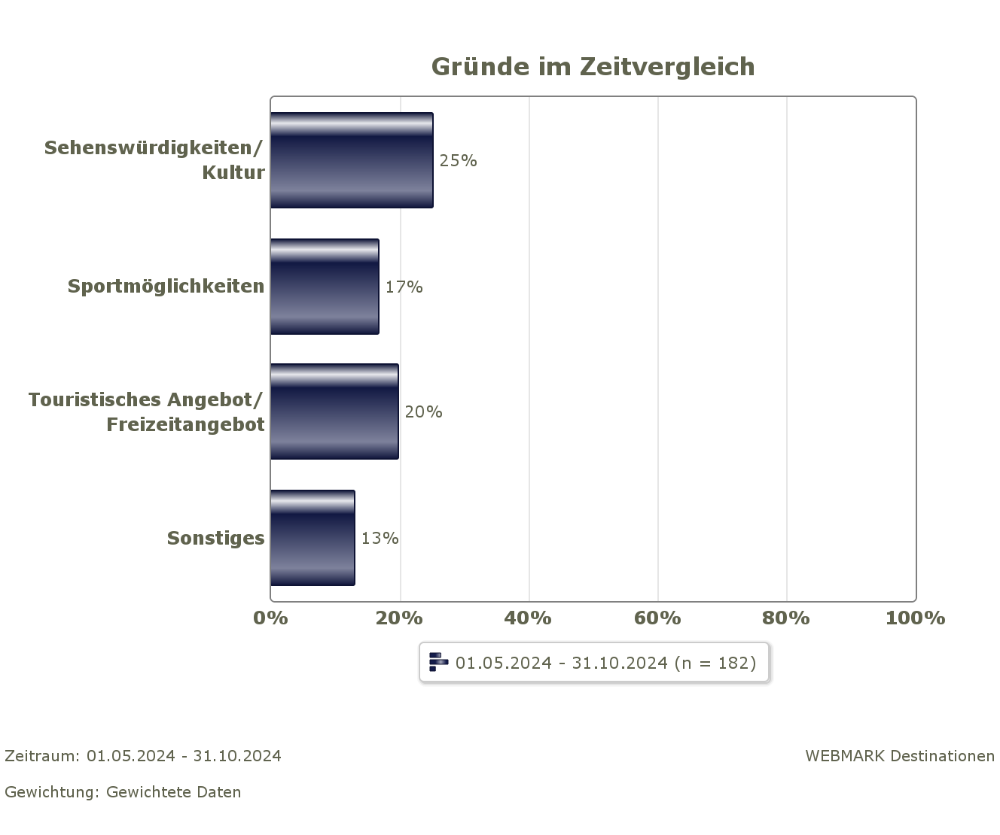 Gründe im Zeitvergleich
Sehenswürdigkeiten/
Kultur
25%
Sportmöglichkeiten
17%
Touristisches Angebot/
Freizeitangebot
20%
Sonstiges
13%
0% 20% 40% 60% 80% 100%
01.05.2024 - 31.10.2024 (n = 182)
Zeitraum: 01.05.2024 - 31.10.2024
WEBMARK Destinationen
Gewichtung: Gewichtete Daten